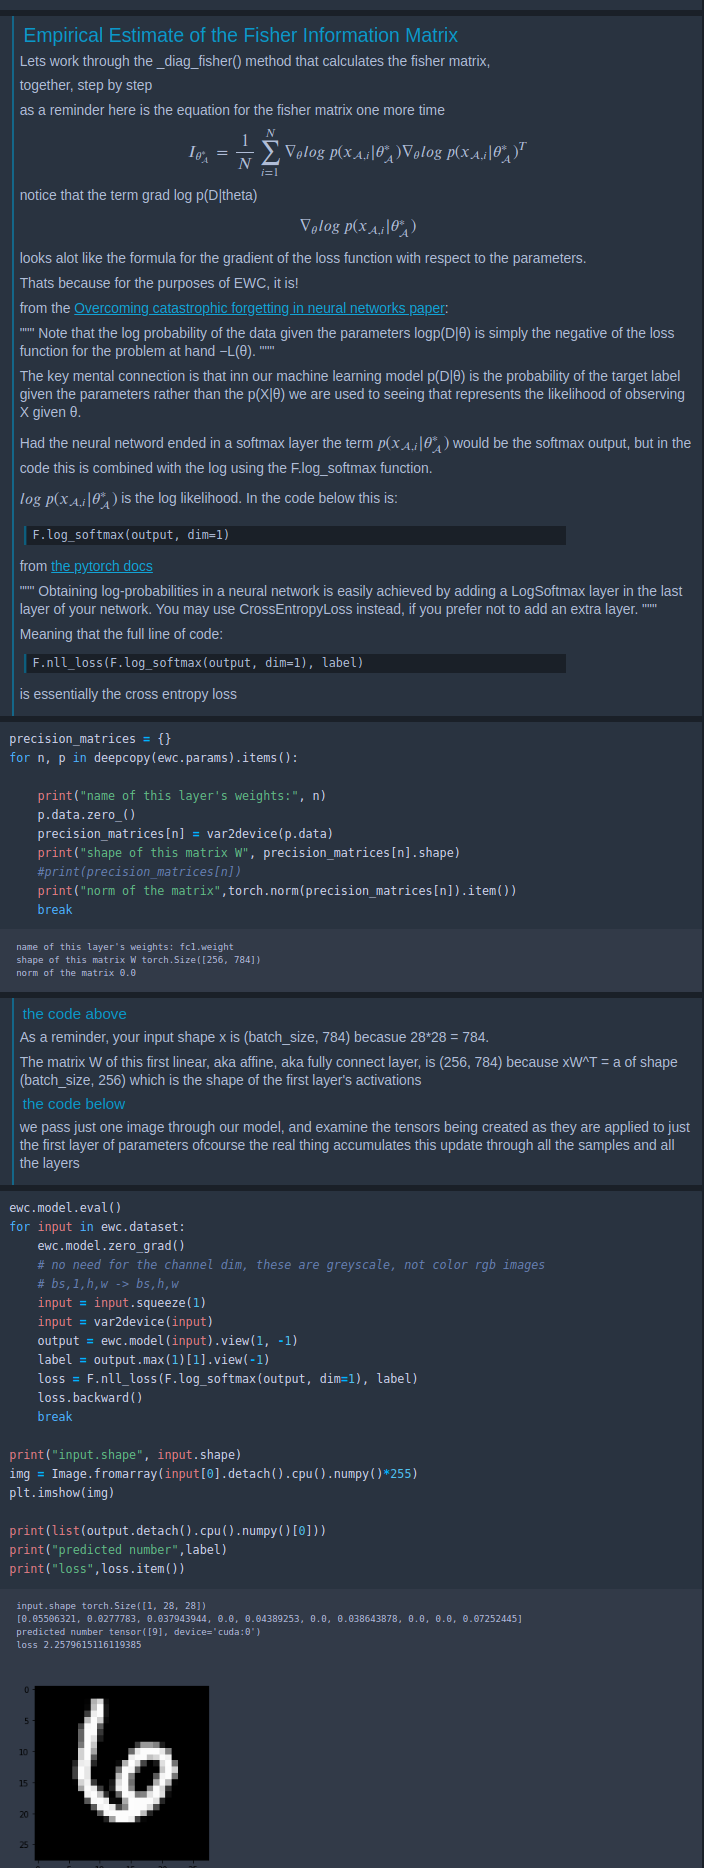 Empirical Estimate of the Fisher Information Matrix
Lets work through the _diag_fisher() method that calculates the fisher matrix,
together, step by step
as a reminder here is the equation for the fisher matrix one more time
I_{θ*_𝒜} = \frac{1}{N} \sum_{i=1}^{N} ∇_θ log p(x_{𝒜,i}|θ*_𝒜)∇_θ log p(x_{𝒜,i}|θ*_𝒜)^T
notice that the term grad log p(D|theta)
∇_θ log p(x_{𝒜,i}|θ*_𝒜)
looks alot like the formula for the gradient of the loss function with respect to the parameters.
Thats because for the purposes of EWC, it is!
from the Overcoming catastrophic forgetting in neural networks paper:
""" Note that the log probability of the data given the parameters logp(D|θ) is simply the negative of the loss
function for the problem at hand −L(θ). """
The key mental connection is that inn our machine learning model p(D|θ) is the probability of the target label
given the parameters rather than the p(X|θ) we are used to seeing that represents the likelihood of observing
X given θ.
Had the neural netword ended in a softmax layer the term p(x_{𝒜,i}|θ*_𝒜) would be the softmax output, but in the
code this is combined with the log using the F.log_softmax function.
log p(x_{𝒜,i}|θ*_𝒜) is the log likelihood. In the code below this is:
F.log_softmax(output, dim=1)
from the pytorch docs
""" Obtaining log-probabilities in a neural network is easily achieved by adding a LogSoftmax layer in the last
layer of your network. You may use CrossEntropyLoss instead, if you prefer not to add an extra layer. """
Meaning that the full line of code:
F.nll_loss(F.log_softmax(output, dim=1), label)
is essentially the cross entropy loss
precision_matrices = {}
for n, p in deepcopy(ewc.params).items():
    print("name of this layer's weights:", n)
    p.data.zero_()
    precision_matrices[n] = var2device(p.data)
    print("shape of this matrix W", precision_matrices[n].shape)
    #print(precision_matrices[n])
    print("norm of the matrix",torch.norm(precision_matrices[n]).item())
    break
name of this layer's weights: fc1.weight
shape of this matrix W torch.Size([256, 784])
norm of the matrix 0.0
the code above
As a reminder, your input shape x is (batch_size, 784) becasue 28*28 = 784.
The matrix W of this first linear, aka affine, aka fully connect layer, is (256, 784) because xW^T = a of shape
(batch_size, 256) which is the shape of the first layer's activations
the code below
we pass just one image through our model, and examine the tensors being created as they are applied to just
the first layer of parameters ofcourse the real thing accumulates this update through all the samples and all
the layers
ewc.model.eval()
for input in ewc.dataset:
    ewc.model.zero_grad()
    # no need for the channel dim, these are greyscale, not color rgb images
    # bs,1,h,w -> bs,h,w
    input = input.squeeze(1)
    input = var2device(input)
    output = ewc.model(input).view(1, -1)
    label = output.max(1)[1].view(-1)
    loss = F.nll_loss(F.log_softmax(output, dim=1), label)
    loss.backward()
    break
print("input.shape", input.shape)
img = Image.fromarray(input[0].detach().cpu().numpy()*255)
plt.imshow(img)
print(list(output.detach().cpu().numpy()[0]))
print("predicted number",label)
print("loss",loss.item())
input.shape torch.Size([1, 28, 28])
[0.05506321, 0.0277783, 0.037943944, 0.0, 0.04389253, 0.0, 0.038643878, 0.0, 0.0, 0.07252445]
predicted number tensor([9], device='cuda:0')
loss 2.2579615116119385
0
5
10
15
20
25